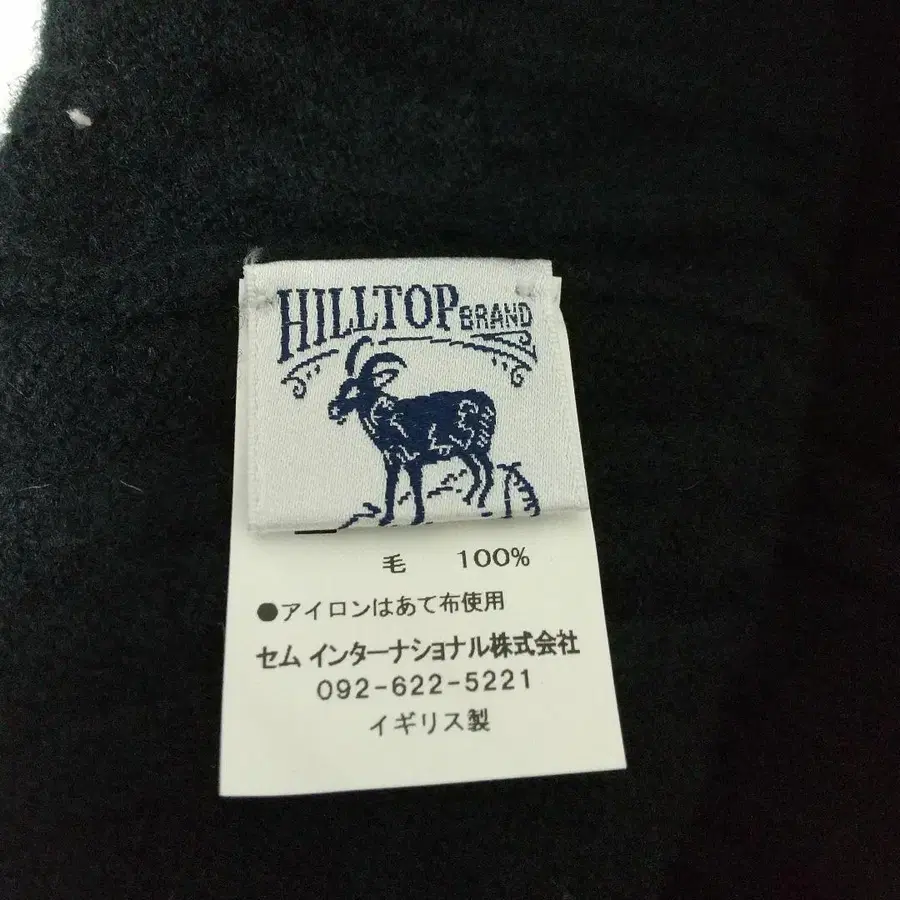 HILLTOP BRAND
毛 100%
●アイロンはあて布使用
セム インターナショナル株式会社
092-622-5221
イギリス製